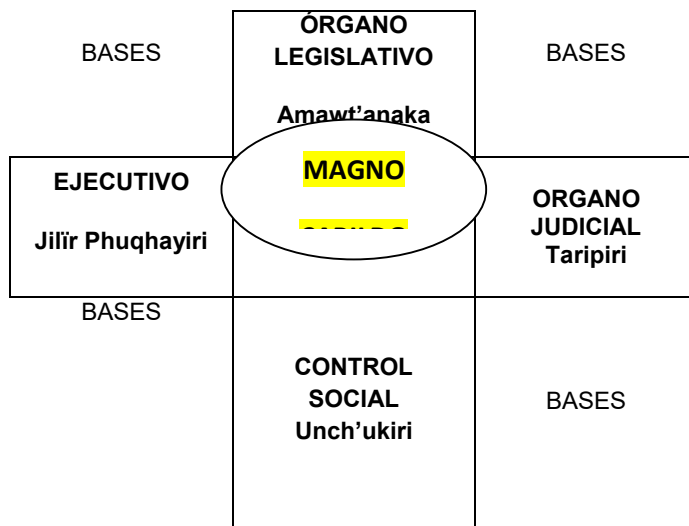 BASES
ÓRGANO
LEGISLATIVO
BASES
Amawt’anaka
EJECUTIVO
Jilïr Phuqhayiri
MAGNO
ORGANO
JUDICIAL
Taripiri
BASES
CONTROL
SOCIAL
Unch’ukiri
BASES